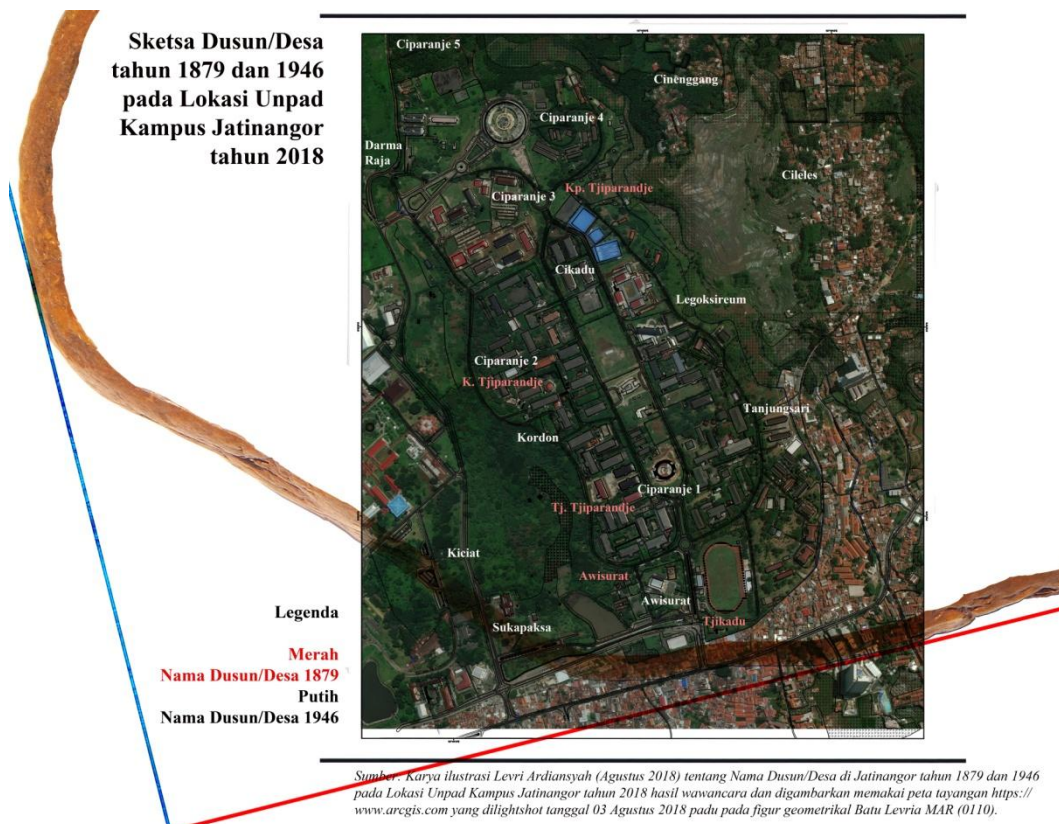 Sketsa Dusun/Desa
tahun 1879 dan 1946
pada Lokasi Unpad
Kampus Jatinangor
tahun 2018
Ciparanje 5
Cinenggang
Ciparanje 4
Darma
Raja
Cileles
Kp. Tjiparandje
Ciparanje 3
Cikadu
Legoksireum
Ciparanje 2
K. Tjiparandje
Tanjungsari
Kordon
Ciparanje 1
Tj. Tjiparandje
Kiciat
Awisurat
Awisurat
Sukapaksa
Tjikadu
Legenda
Merah
Nama Dusun/Desa 1879
Putih
Nama Dusun/Desa 1946
Sumber: Karya ilustrasi Levri Ardiansyah (Agustus 2018) tentang Nama Dusun/Desa di Jatinangor tahun 1879 dan 1946
pada Lokasi Unpad Kampus Jatinangor tahun 2018 hasil wawancara dan digambarkan memakai peta tayangan https://
www.arcgis.com yang dilightshot tanggal 03 Agustus 2018 padu pada figur geometrikal Batu Levria MAR (0110).